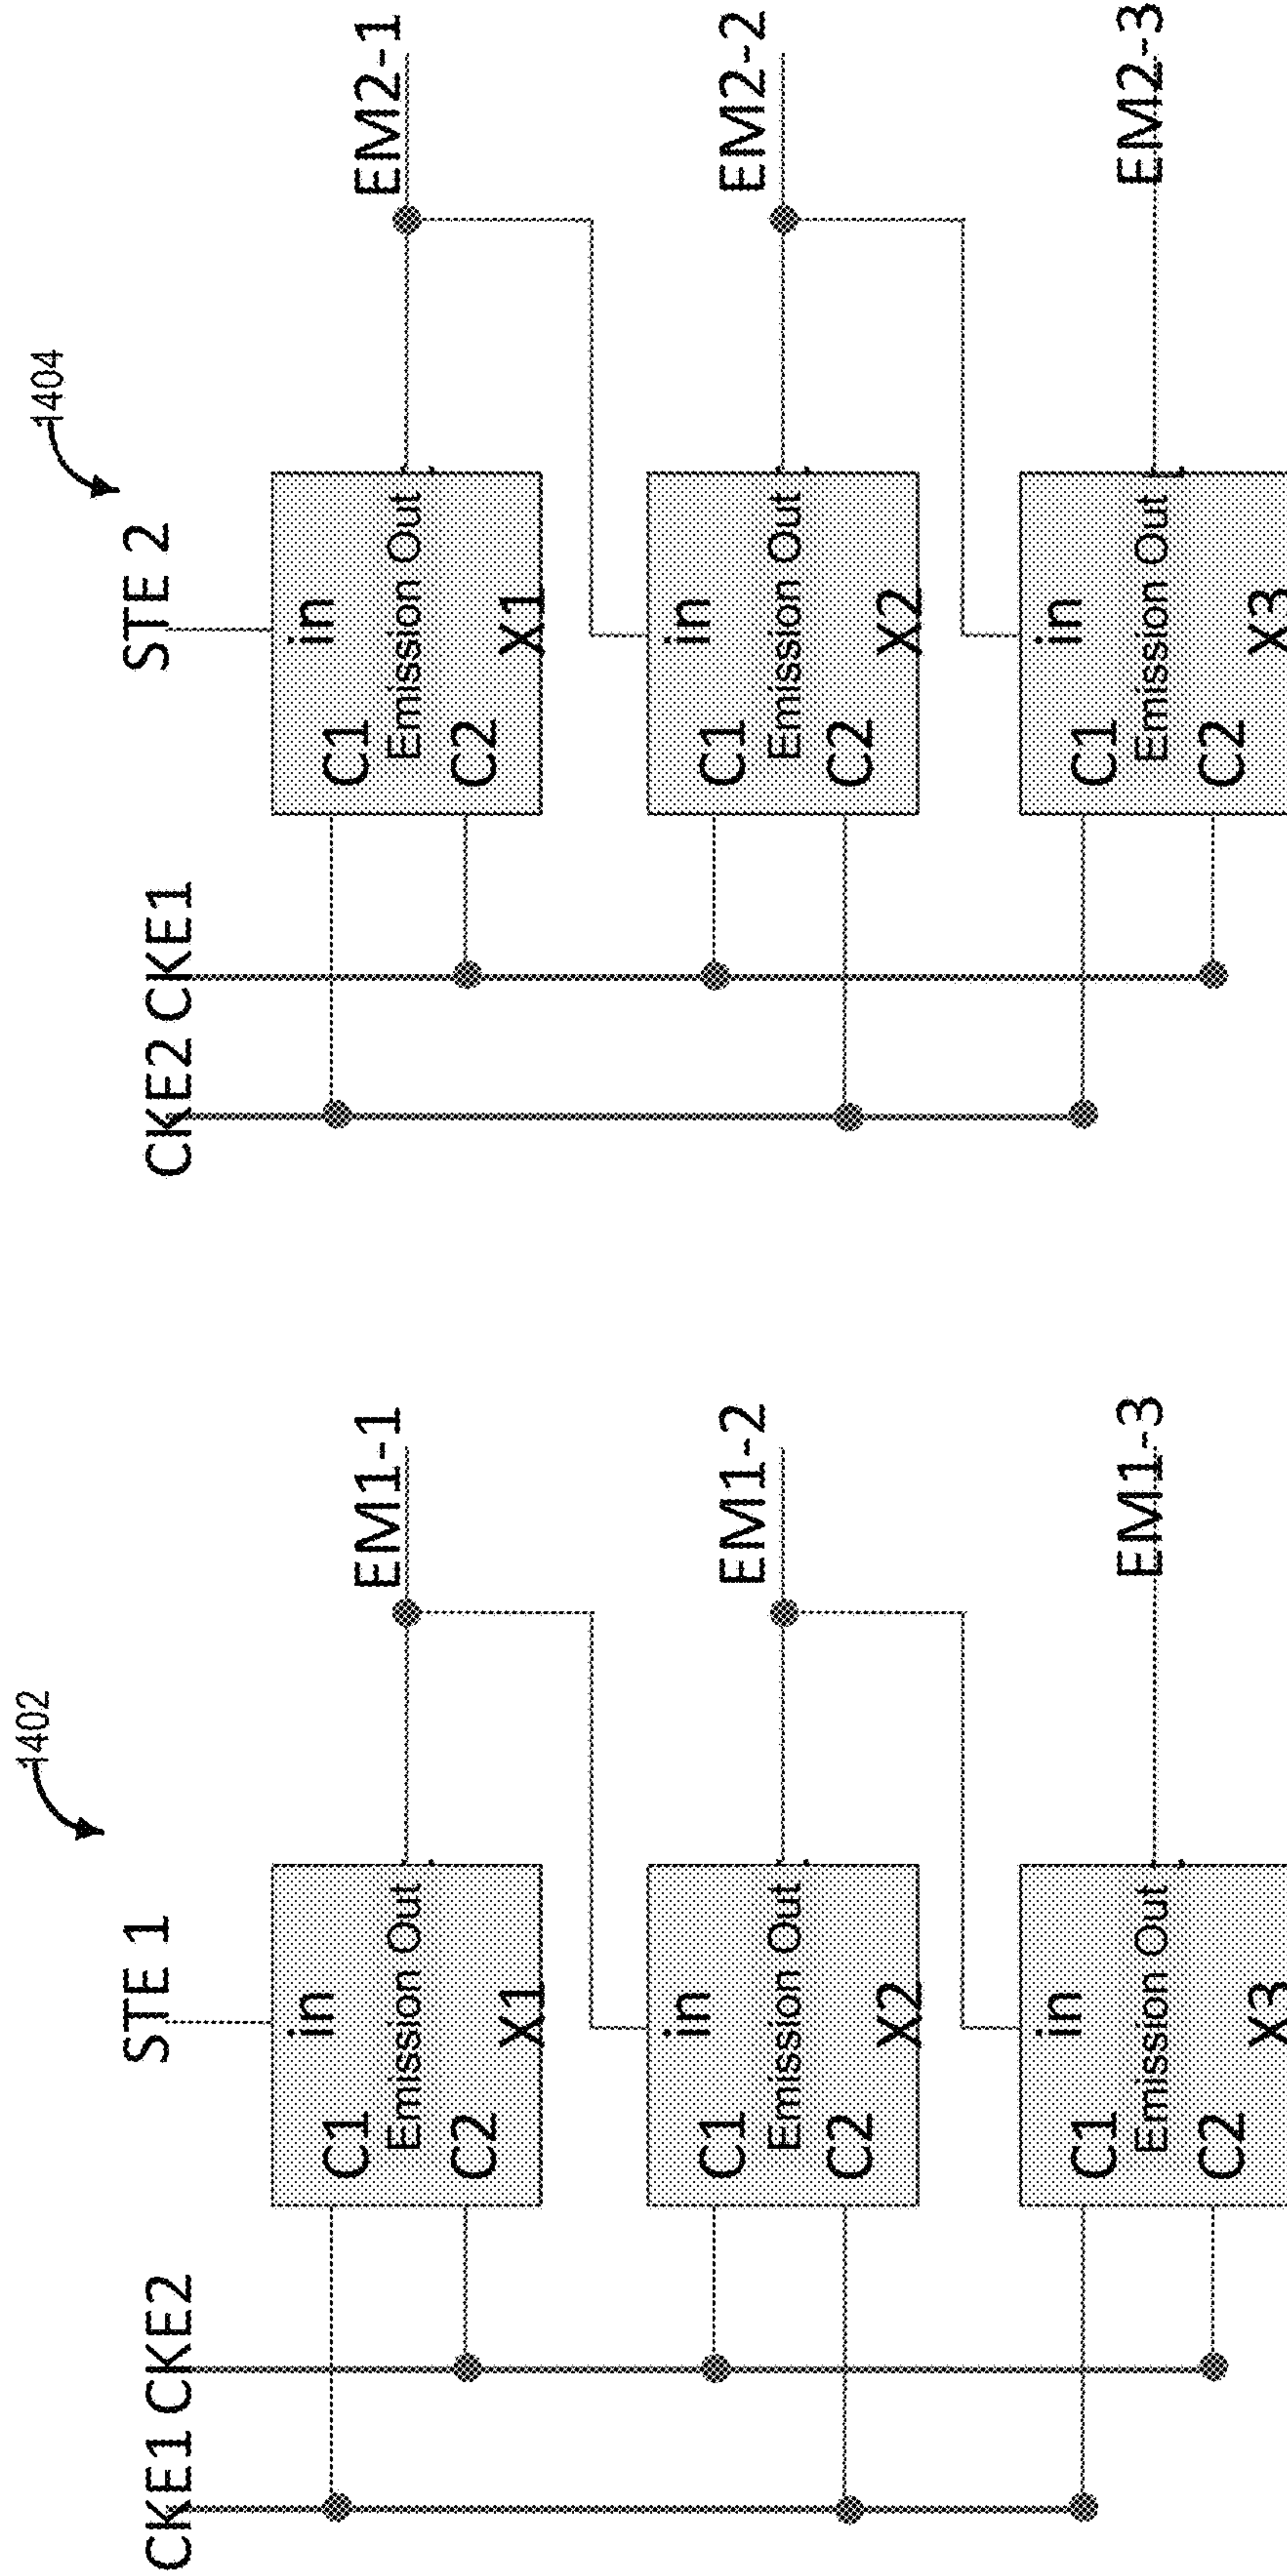 1402
STE 1
CKE1 CKE2
in
C1
Emission Out
C2
X1
EM1-1
in
C1
Emission Out
C2
X2
EM1-2
in
C1
Emission Out
C2
X3
EM1-3
1404
STE 2
CKE2 CKE1
in
C1
Emission Out
C2
X1
EM2-1
in
C1
Emission Out
C2
X2
EM2-2
in
C1
Emission Out
C2
X3
EM2-3